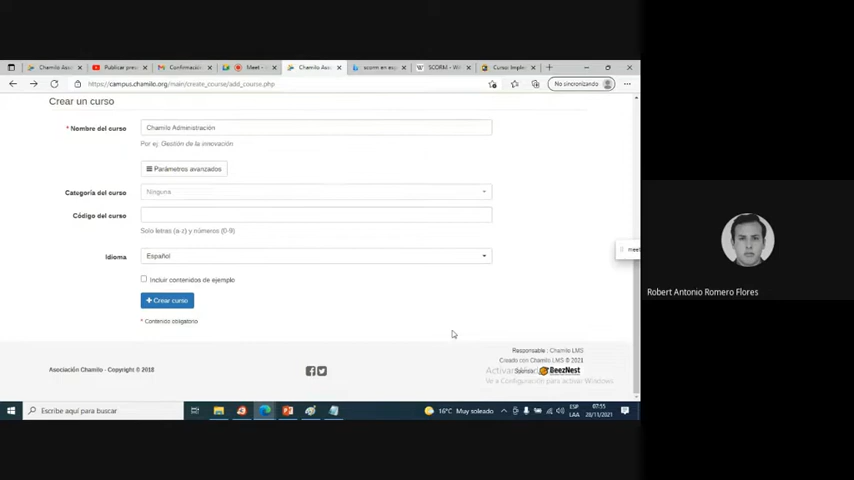 Chamilo Aso
Publicar pres
Confirmación
Meet -
Chamilo Aso
scorm en es
SCORM - Wi
Curso: Imple
https://campus.chamilo.org/main/create_course/add_course.php
No sincronizando
Crear un curso
* Nombre del curso
Chamilo Administración
Por ej. Gestión de la innovación
Parámetros avanzados
Categoría del curso
Ninguna
Código del curso
Solo letras (a-z) y números (0-9)
Idioma
Español
Incluir contenidos de ejemplo
Crear curso
* Contenido obligatorio
meet
Robert Antonio Romero Flores
Responsable : Chamilo LMS
Creado con Chamilo LMS © 2021
Activar Windows
BeezNest
Ve a Configuración para activar Windows.
Asociación Chamilo - Copyright © 2018
Escribe aquí para buscar
16°C Muy soleado
ESP
LAA
07:55
28/11/2021